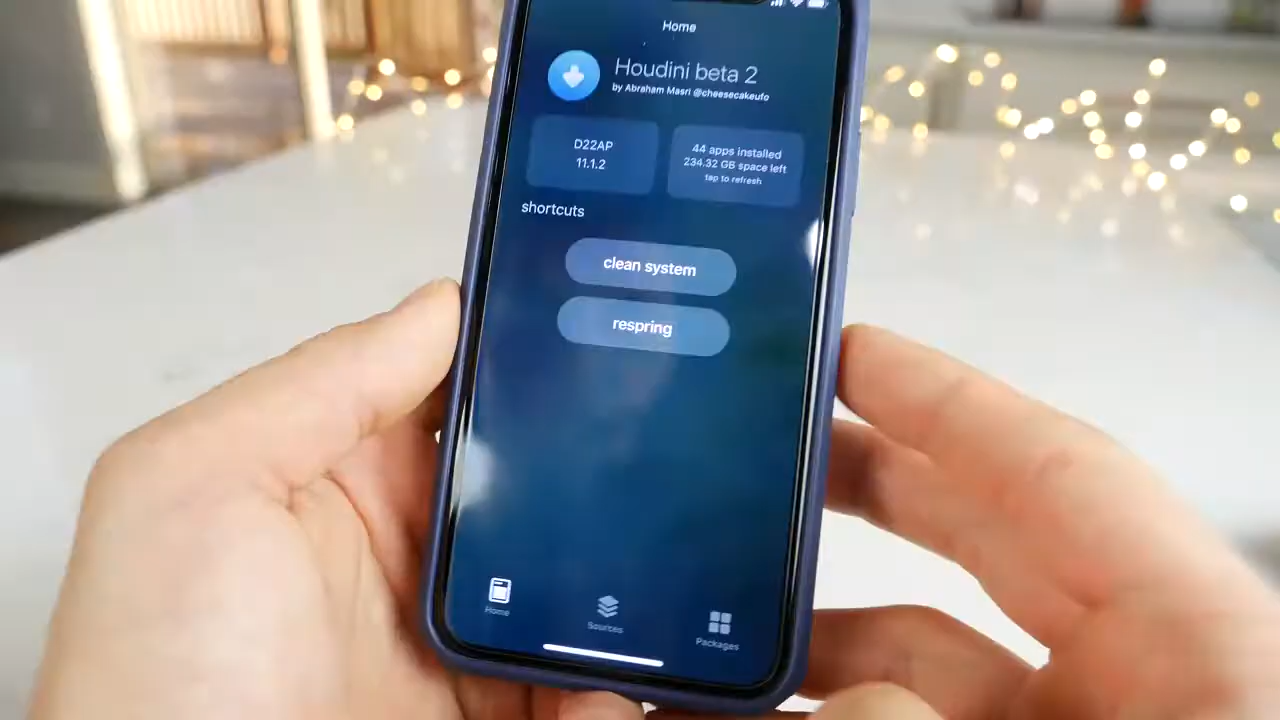 Home
Houdini beta 2
by Abraham Masri @cheesecakeufo
D22AP
11.1.2
44 apps installed
234.32 GB space left
tap to refresh
shortcuts
clean system
respring
Home
Sources
Packages